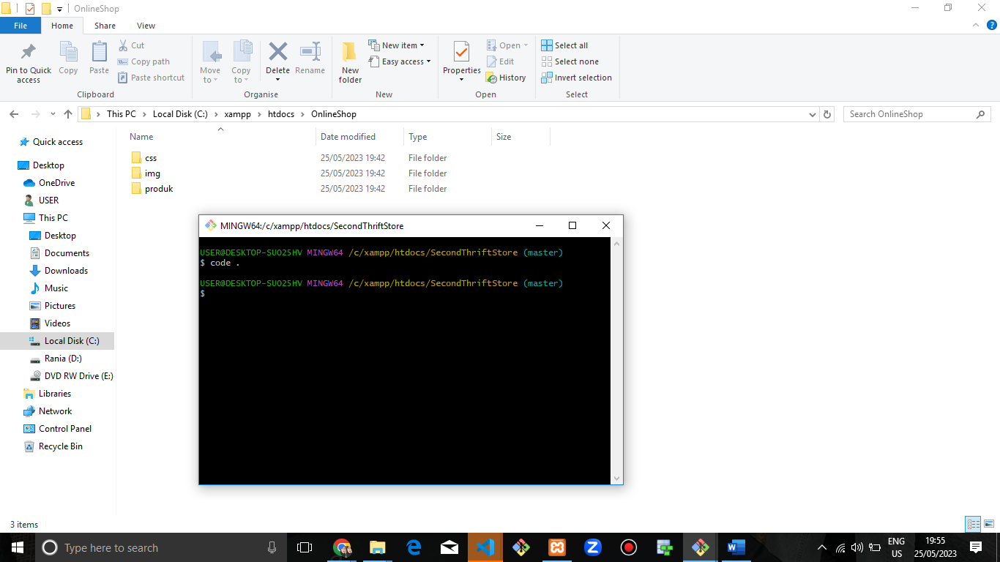 OnlineShop
File Home Share View
Pin to Quick access
Copy
Paste
Cut
Copy path
Paste shortcut
Clipboard
Move to
Copy to
Delete
Rename
Organise
New folder
New item
Easy access
New
Properties
Open
Edit
History
Open
Select all
Select none
Invert selection
Select
This PC > Local Disk (C:) > xampp > htdocs > OnlineShop
Search OnlineShop
Name Date modified Type Size
css 25/05/2023 19:42 File folder
img 25/05/2023 19:42 File folder
produk 25/05/2023 19:42 File folder
Quick access
Desktop
OneDrive
USER
This PC
Desktop
Documents
Downloads
Music
Pictures
Videos
Local Disk (C:)
Rania (D:)
DVD RW Drive (E:)
Libraries
Network
Control Panel
Recycle Bin
MINGW64:/c/xampp/htdocs/SecondThriftStore
USER@DESKTOP-SUO25HV MINGW64 /c/xampp/htdocs/SecondThriftStore (master)
$ code .
USER@DESKTOP-SUO25HV MINGW64 /c/xampp/htdocs/SecondThriftStore (master)
$
3 items
Type here to search
ENG
US
19:55
25/05/2023